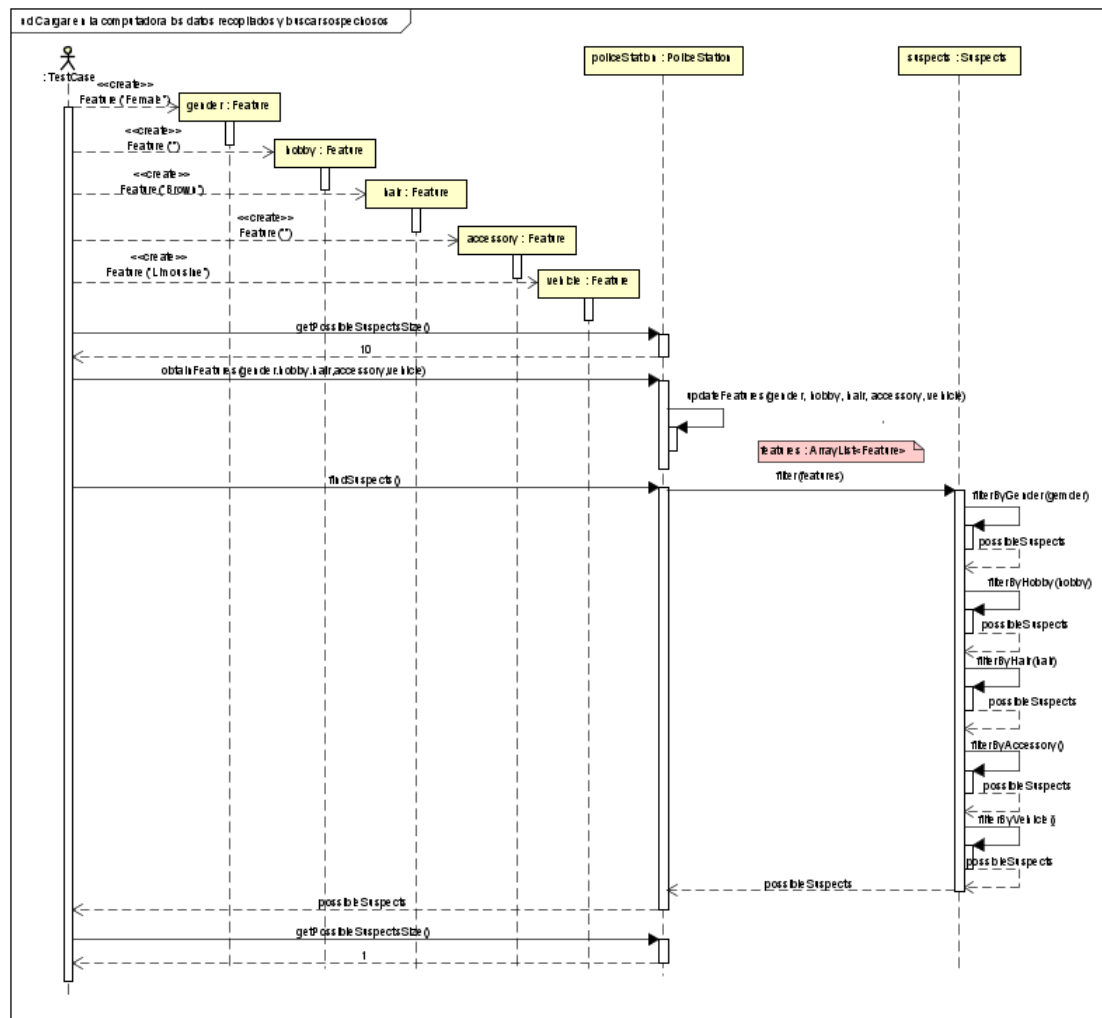 sd Cargar en la computadora los datos recopilados y buscar sospechosos
: TestCase
policeStation : PoliceStation
suspects : Suspects
<<create>>
Feature("Female")
gender : Feature
<<create>>
Feature("")
hobby : Feature
<<create>>
Feature("Brown")
hair : Feature
<<create>>
Feature("")
accessory : Feature
<<create>>
Feature("Limousine")
vehicle : Feature
getPossibleSuspectsSize()
10
obtainFeatures(gender,hobby,hair,accessory,vehicle)
updateFeatures(gender, hobby, hair, accessory, vehicle)
features : ArrayList<Feature>
findSuspects()
filter(features)
filterByGender(gemder)
possibleSuspects
filterByHobby(hobby)
possibleSuspects
filterByHair(hair)
possibleSuspects
filterByAccessory()
possibleSuspects
filterByVehicle()
possibleSuspects
possibleSuspects
possibleSuspects
getPossibleSuspectsSize()
1